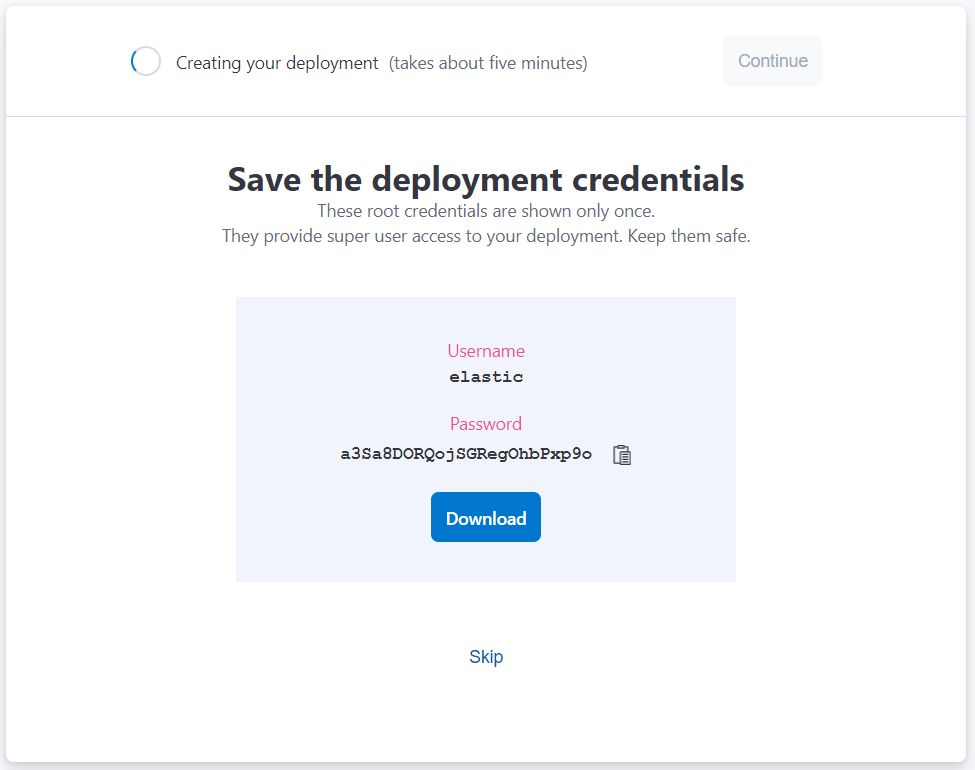 Creating your deployment (takes about five minutes)
Continue
Save the deployment credentials
These root credentials are shown only once.
They provide super user access to your deployment. Keep them safe.
Username
elastic
Password
a3Sa8DORQojSGRegOhbPxp9o
Download
Skip